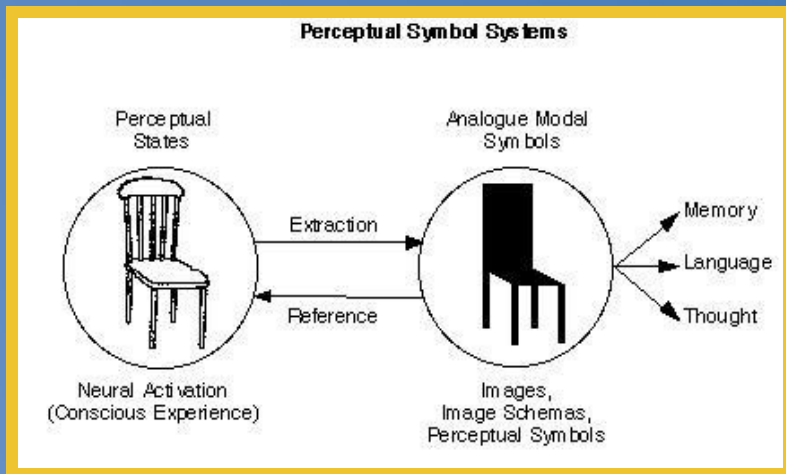 Perceptual Symbol Systems
Perceptual
States
Analogue Modal
Symbols
Extraction
Reference
Memory
Language
Thought
Neural Activation
(Conscious Experience)
Images,
Image Schemas,
Perceptual Symbols